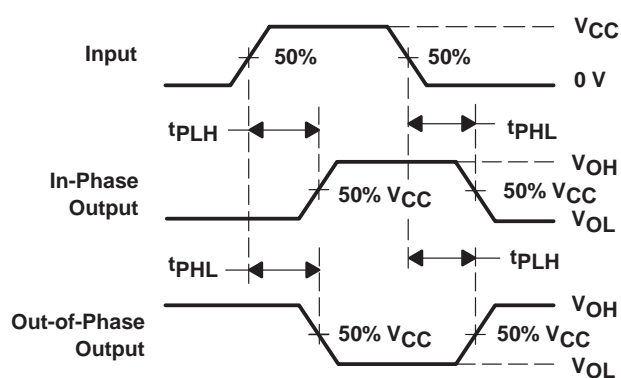 VCC
Input
50%
50%
0 V
tPLH
tPHL
VOH
In-Phase
Output
50% VCC
50% VCC
VOL
tPHL
tPLH
VOH
Out-of-Phase
Output
50% VCC
50% VCC
VOL